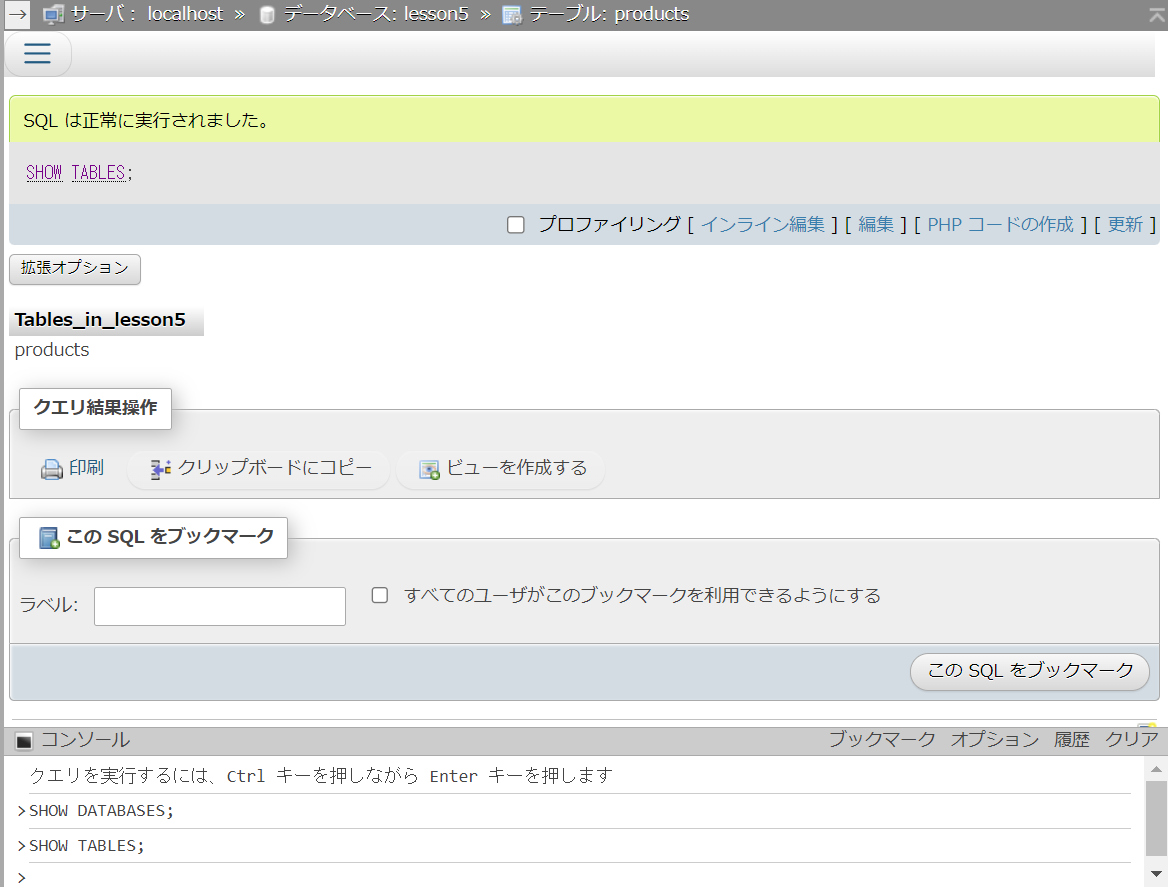 サーバ: localhost » データベース: lesson5 » テーブル: products
SQL は正常に実行されました。
SHOW TABLES;
プロファイリング [ インライン編集 ] [ 編集 ] [ PHP コードの作成 ] [ 更新 ]
拡張オプション
Tables_in_lesson5
products
クエリ結果操作
印刷 クリップボードにコピー ビューを作成する
この SQL をブックマーク
ラベル: すべてのユーザがこのブックマークを利用できるようにする
この SQL をブックマーク
コンソール ブックマーク オプション 履歴 クリア
クエリを実行するには、Ctrl キーを押しながら Enter キーを押します
>SHOW DATABASES;
>SHOW TABLES;
>